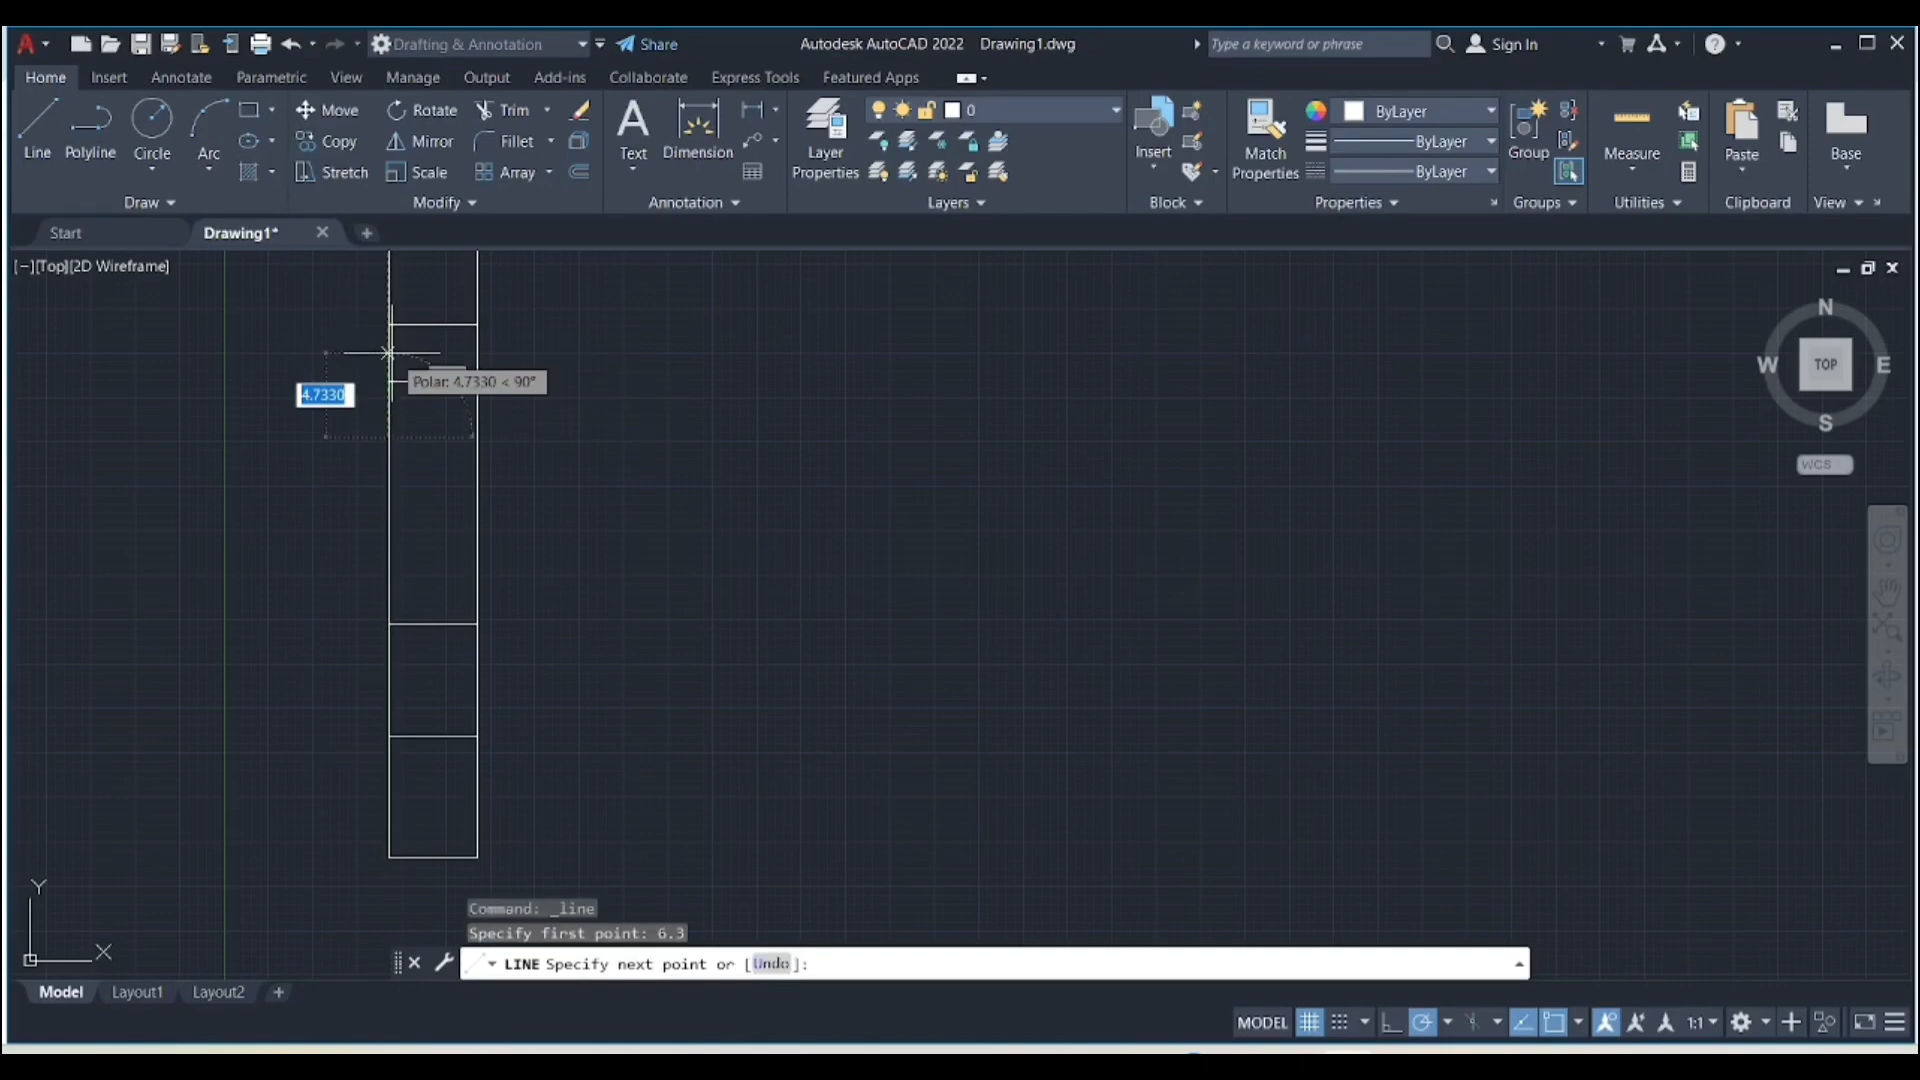 A Drafting & Annotation Share Autodesk AutoCAD 2022 Drawing1.dwg Type a keyword or phrase Sign In ?
Home Insert Annotate Parametric View Manage Output Add-ins Collaborate Express Tools Featured Apps
Line Polyline Circle Arc
Move Rotate Trim
Copy Mirror Fillet
Stretch Scale Array
A Text Dimension
Layer Properties
0
Insert
Match Properties
ByLayer
ByLayer
ByLayer
Group
Measure
Paste
Base
Draw Modify Annotation Layers Block Properties Groups Utilities Clipboard View
Start Drawing1* +
[−][Top][2D Wireframe]
N
W TOP E
S
WCS
Polar: 4.7330 < 90°
4.7330
Y
X
Command: _line
Specify first point: 6.3
LINE Specify next point or [Undo]:
Model Layout1 Layout2 +
MODEL 1:1